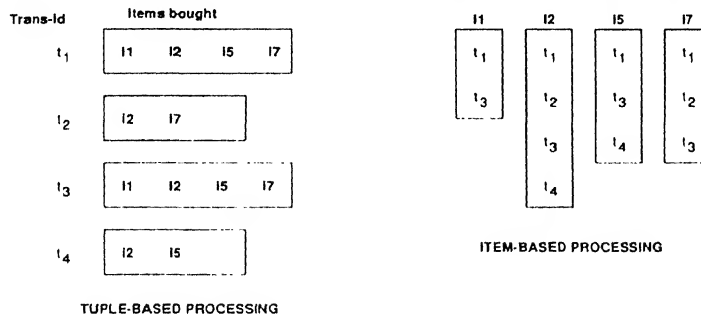 Trans-Id Items bought
t1 I1 I2 I5 I7
t2 I2 I7
t3 I1 I2 I5 I7
t4 I2 I5
TUPLE-BASED PROCESSING
I1 I2 I5 I7
t1 t1 t1 t1
t3 t2 t3 t2
t3 t4 t3
t4
ITEM-BASED PROCESSING